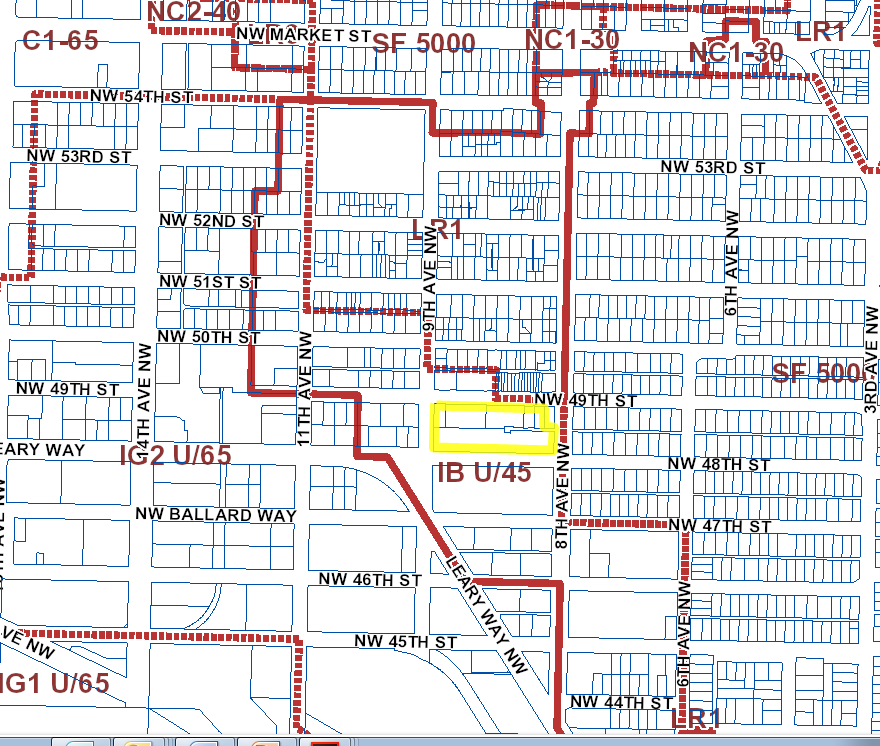 NC2-40
NW MARKET ST
C1-65
SF 5000
NC1-30
LR1
NC1-30
NW 54TH ST
NW 53RD ST
NW 53RD ST
NW 52ND ST
LR1
6TH AVE NW
9TH AVE NW
NW 51ST ST
NW 50TH ST
3RD AVE NW
14TH AVE NW
11TH AVE NW
SF 500
NW 49TH ST
NW 49TH ST
EARY WAY
IG2 U/65
IB U/45
NW 48TH ST
8TH AVE NW
NW BALLARD WAY
NW 47TH ST
LEARY WAY NW
NW 46TH ST
6TH AVE NW
VE NW
NW 45TH ST
IG1 U/65
NW 44TH ST
LR1